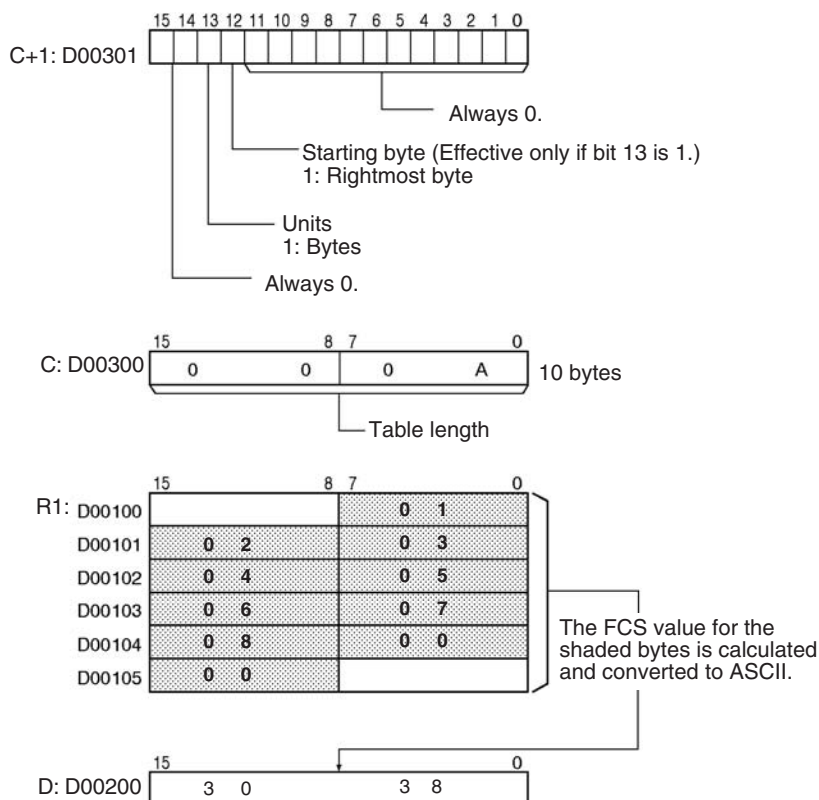 15 14 13 12 11 10 9 8 7 6 5 4 3 2 1 0
C+1: D00301
Always 0.
Starting byte (Effective only if bit 13 is 1.)
1: Rightmost byte
Units
1: Bytes
Always 0.
15 8 7 0
C: D00300 0 0 0 A 10 bytes
Table length
15 8 7 0
R1: D00100 0 1
D00101 0 2 0 3
D00102 0 4 0 5
D00103 0 6 0 7
D00104 0 8 0 0
D00105 0 0
The FCS value for the
shaded bytes is calculated
and converted to ASCII.
15 0
D: D00200 3 0 3 8